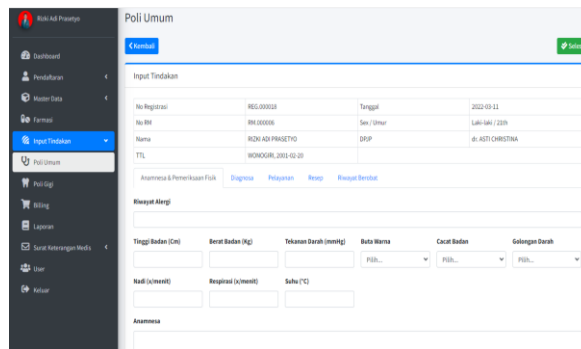 Rizki Adi Prasetyo
Dashboard
Pendaftaran
Master Data
Farmasi
Input Tindakan
Poli Umum
Poli Gigi
Billing
Laporan
Surat Keterangan Medis
User
Keluar
Poli Umum
Kembali
Input Tindakan
No Registrasi REG.000018 Tanggal 2022-03-11
No RM RM.000006 Sex / Umur Laki-laki / 21th
Nama RIZKI ADI PRASETYO DPJP dr. ASTI CHRISTINA
TTL WONOGIRI, 2001-02-20
Anamnesa & Pemeriksaan Fisik Diagnosa Pelayanan Resep Riwayat Berobat
Riwayat Alergi
Tinggi Badan (Cm) Berat Badan (Kg) Tekanan Darah (mmHg) Buta Warna Cacat Badan Golongan Darah
Pilih... Pilih... Pilih...
Nadi (x/menit) Respirasi (x/menit) Suhu (°C)
Anamnesa